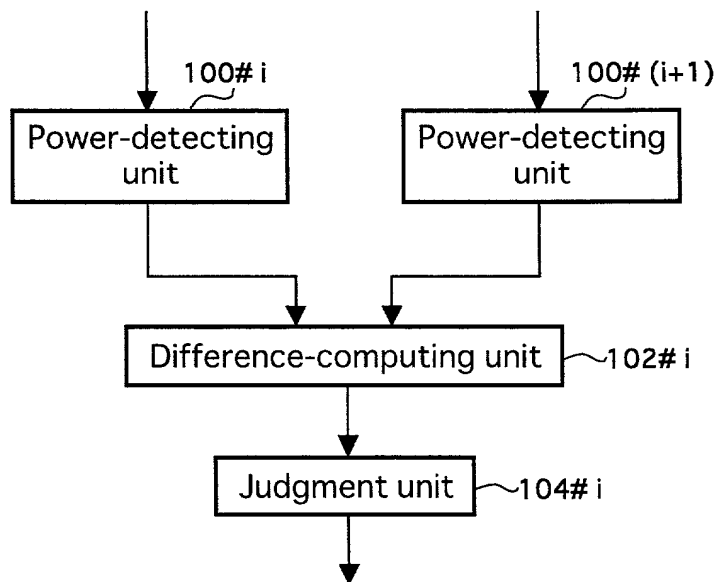 100# i
100# (i+1)
Power-detecting
unit
Power-detecting
unit
Difference-computing unit
102# i
Judgment unit
104# i